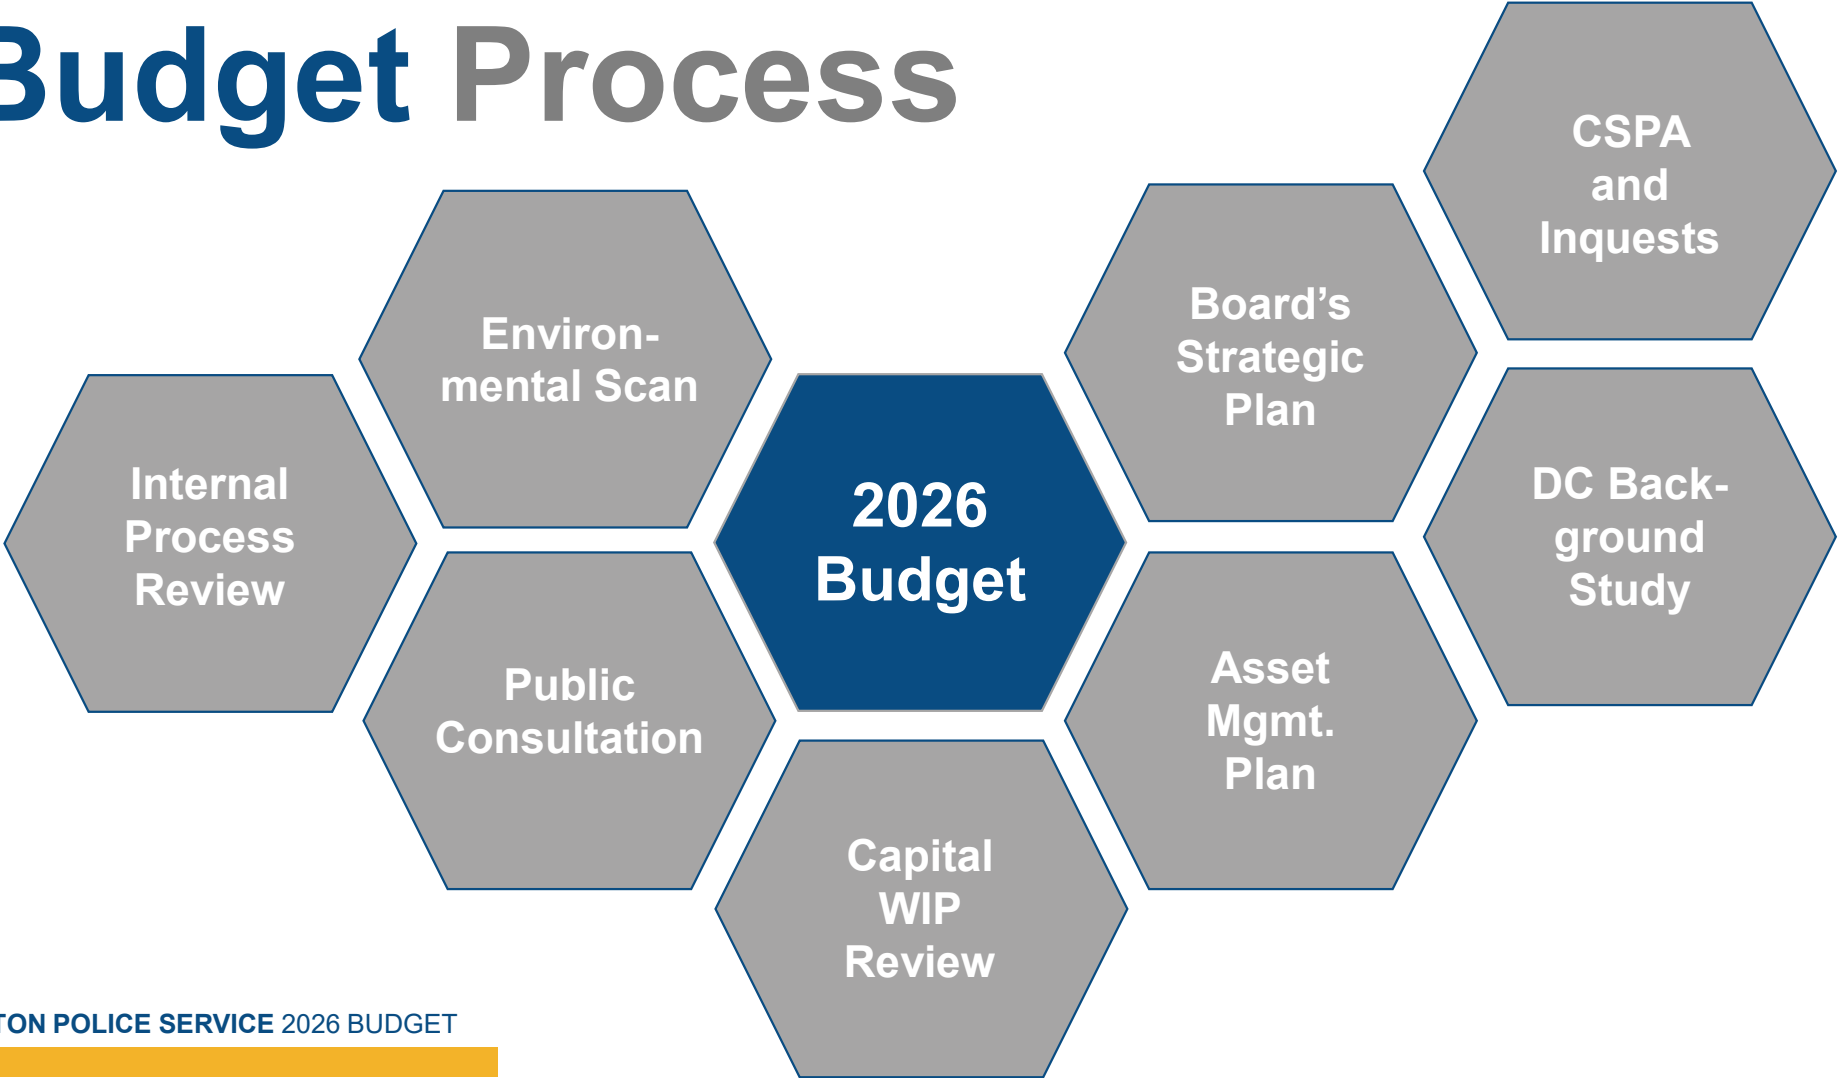 Budget Process
CSPA
and
Inquests
Board’s
Strategic
Plan
Environ-
mental Scan
Internal
Process
Review
2026
Budget
DC Back-
ground
Study
Public
Consultation
Asset
Mgmt.
Plan
Capital
WIP
Review
TON POLICE SERVICE 2026 BUDGET